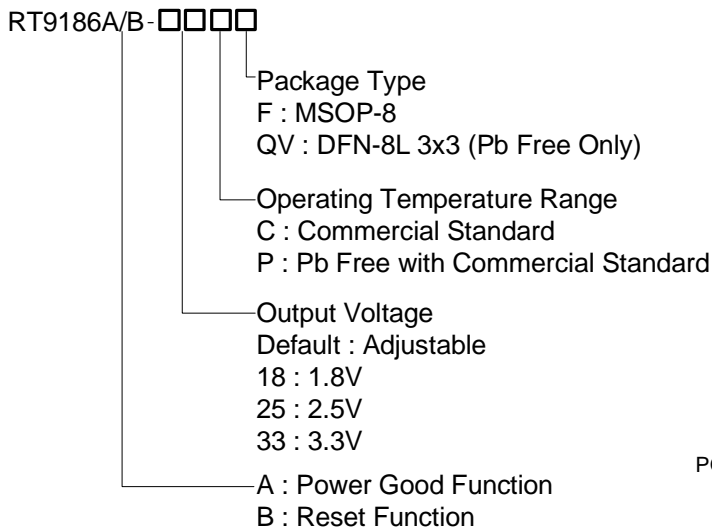 RT9186A/B-□□□□
Package Type
F : MSOP-8
QV : DFN-8L 3x3 (Pb Free Only)
Operating Temperature Range
C : Commercial Standard
P : Pb Free with Commercial Standard
Output Voltage
Default : Adjustable
18 : 1.8V
25 : 2.5V
33 : 3.3V
A : Power Good Function
B : Reset Function